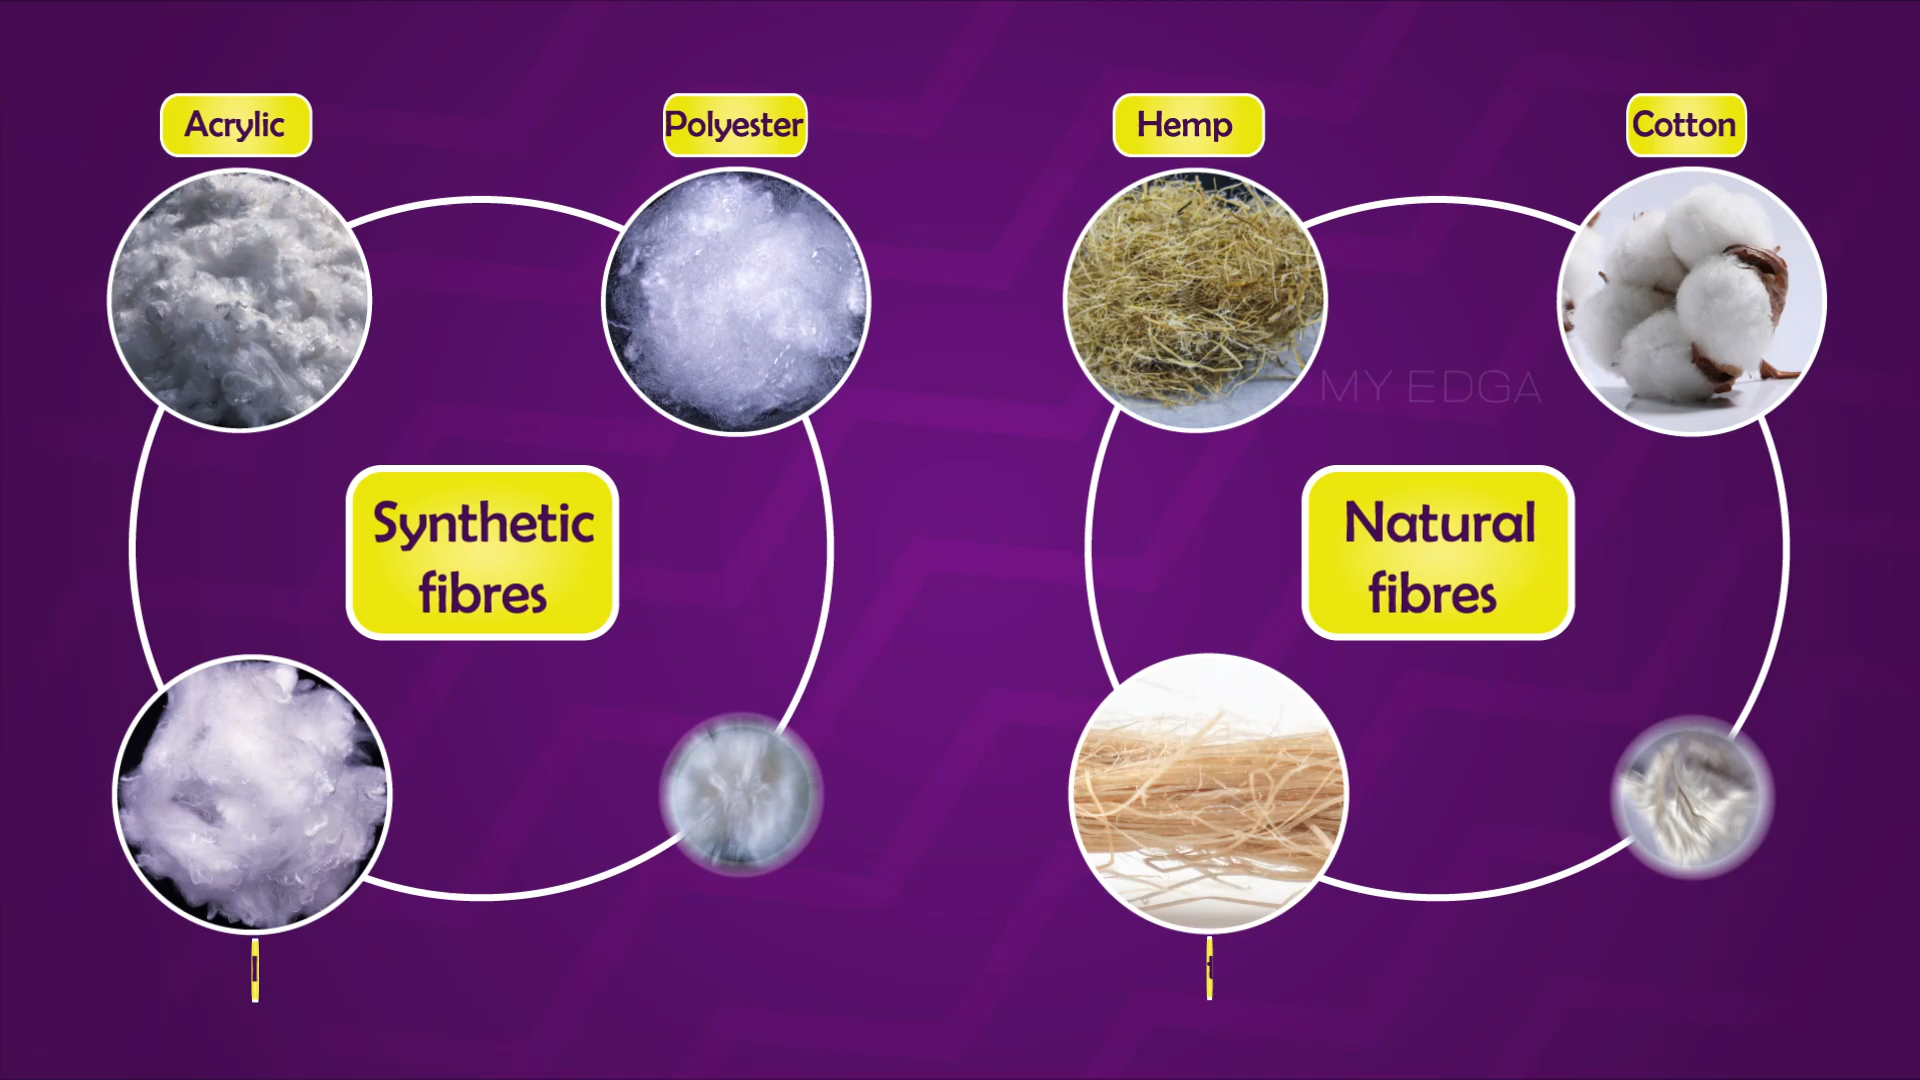 Acrylic
Polyester
Hemp
Cotton
MY EDGA
Synthetic
fibres
Natural
fibres